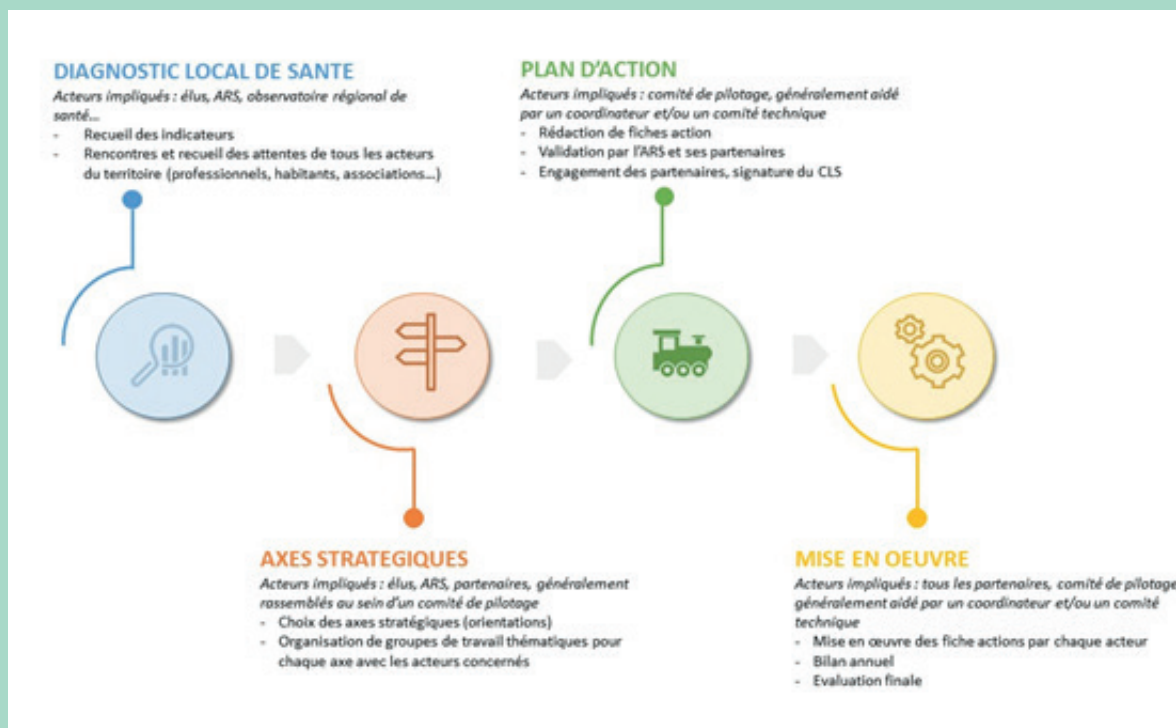 DIAGNOSTIC LOCAL DE SANTE
Acteurs impliqués : élus, ARS, observatoire régional de
santé...
- Recueil des indicateurs
- Rencontres et recueil des attentes de tous les acteurs
du territoire (professionnels, habitants, associations...)
PLAN D'ACTION
Acteurs impliqués : comité de pilotage, généralement aidé
par un coordinateur et/ou un comité technique
- Rédaction de fiches action
- Validation par l'ARS et ses partenaires
- Engagement des partenaires, signature du CLS
AXES STRATEGIQUES
Acteurs impliqués : élus, ARS, partenaires, généralement
rassemblés au sein d'un comité de pilotage
- Choix des axes stratégiques (orientations)
- Organisation de groupes de travail thématiques pour
chaque axe avec les acteurs concernés
MISE EN OEUVRE
Acteurs impliqués : tous les partenaires, comité de pilotage
généralement aidé par un coordinateur et/ou un comité
technique
- Mise en œuvre des fiche actions par chaque acteur
- Bilan annuel
- Evaluation finale